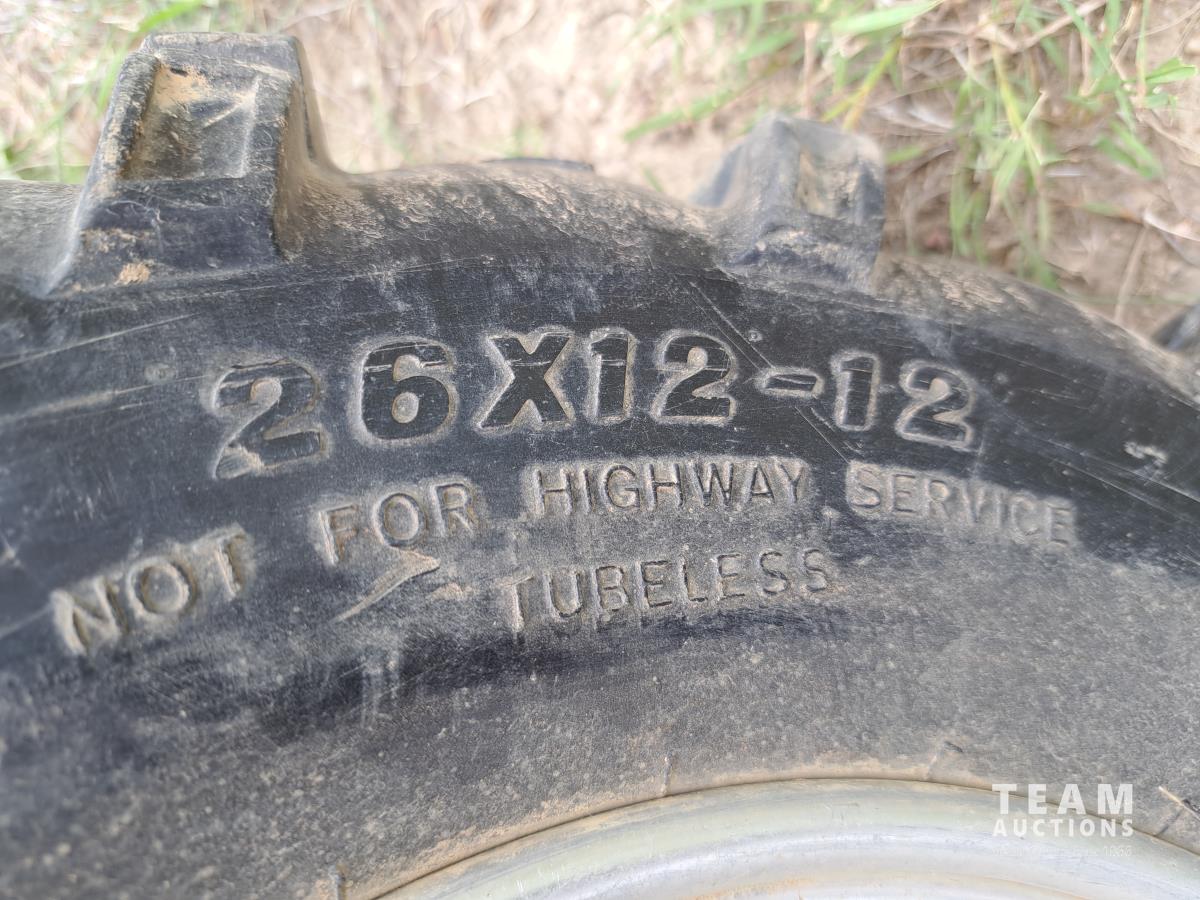 26X12-12
NOT FOR HIGHWAY SERVICE
TUBELESS
TEAM
AUCTIONS